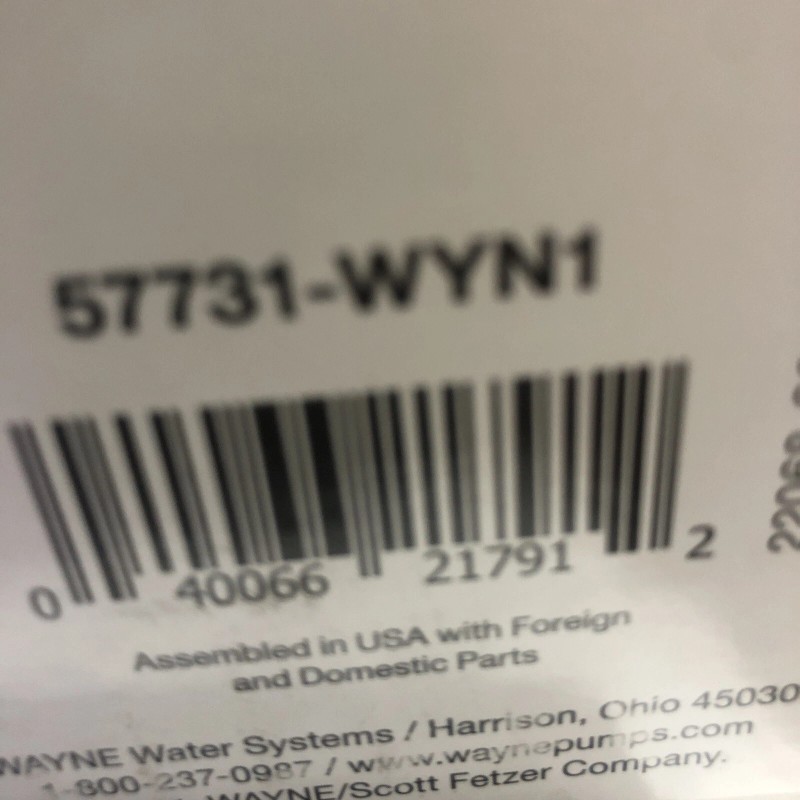 57731-WYN1
0 40066 21791 2
Assembled in USA with Foreign
and Domestic Parts
WAYNE Water Systems / Harrison, Ohio 45030
1-800-237-0987 / www.waynepumps.com
WAYNE/Scott Fetzer Company.